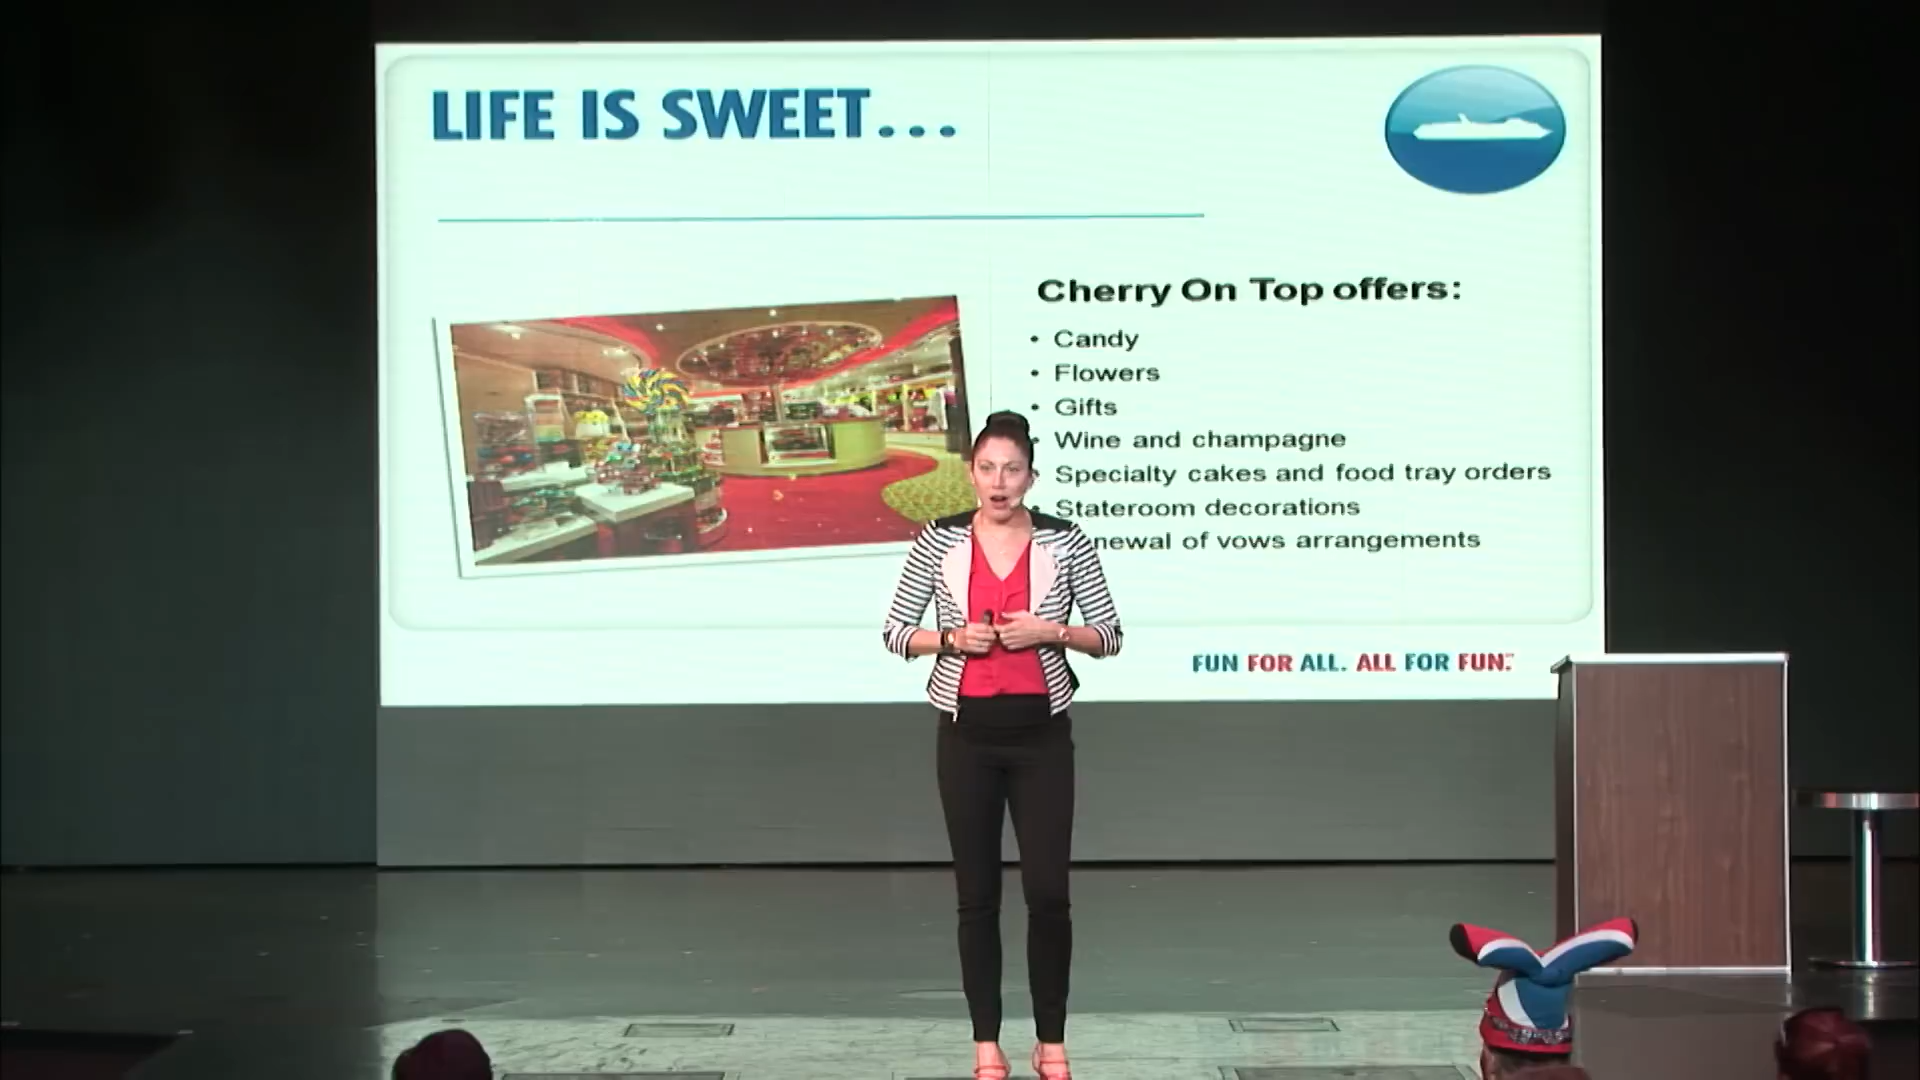 LIFE IS SWEET...
Cherry On Top offers:
• Candy
• Flowers
• Gifts
• Wine and champagne
• Specialty cakes and food tray orders
• Stateroom decorations
newal of vows arrangements
FUN FOR ALL. ALL FOR FUN.